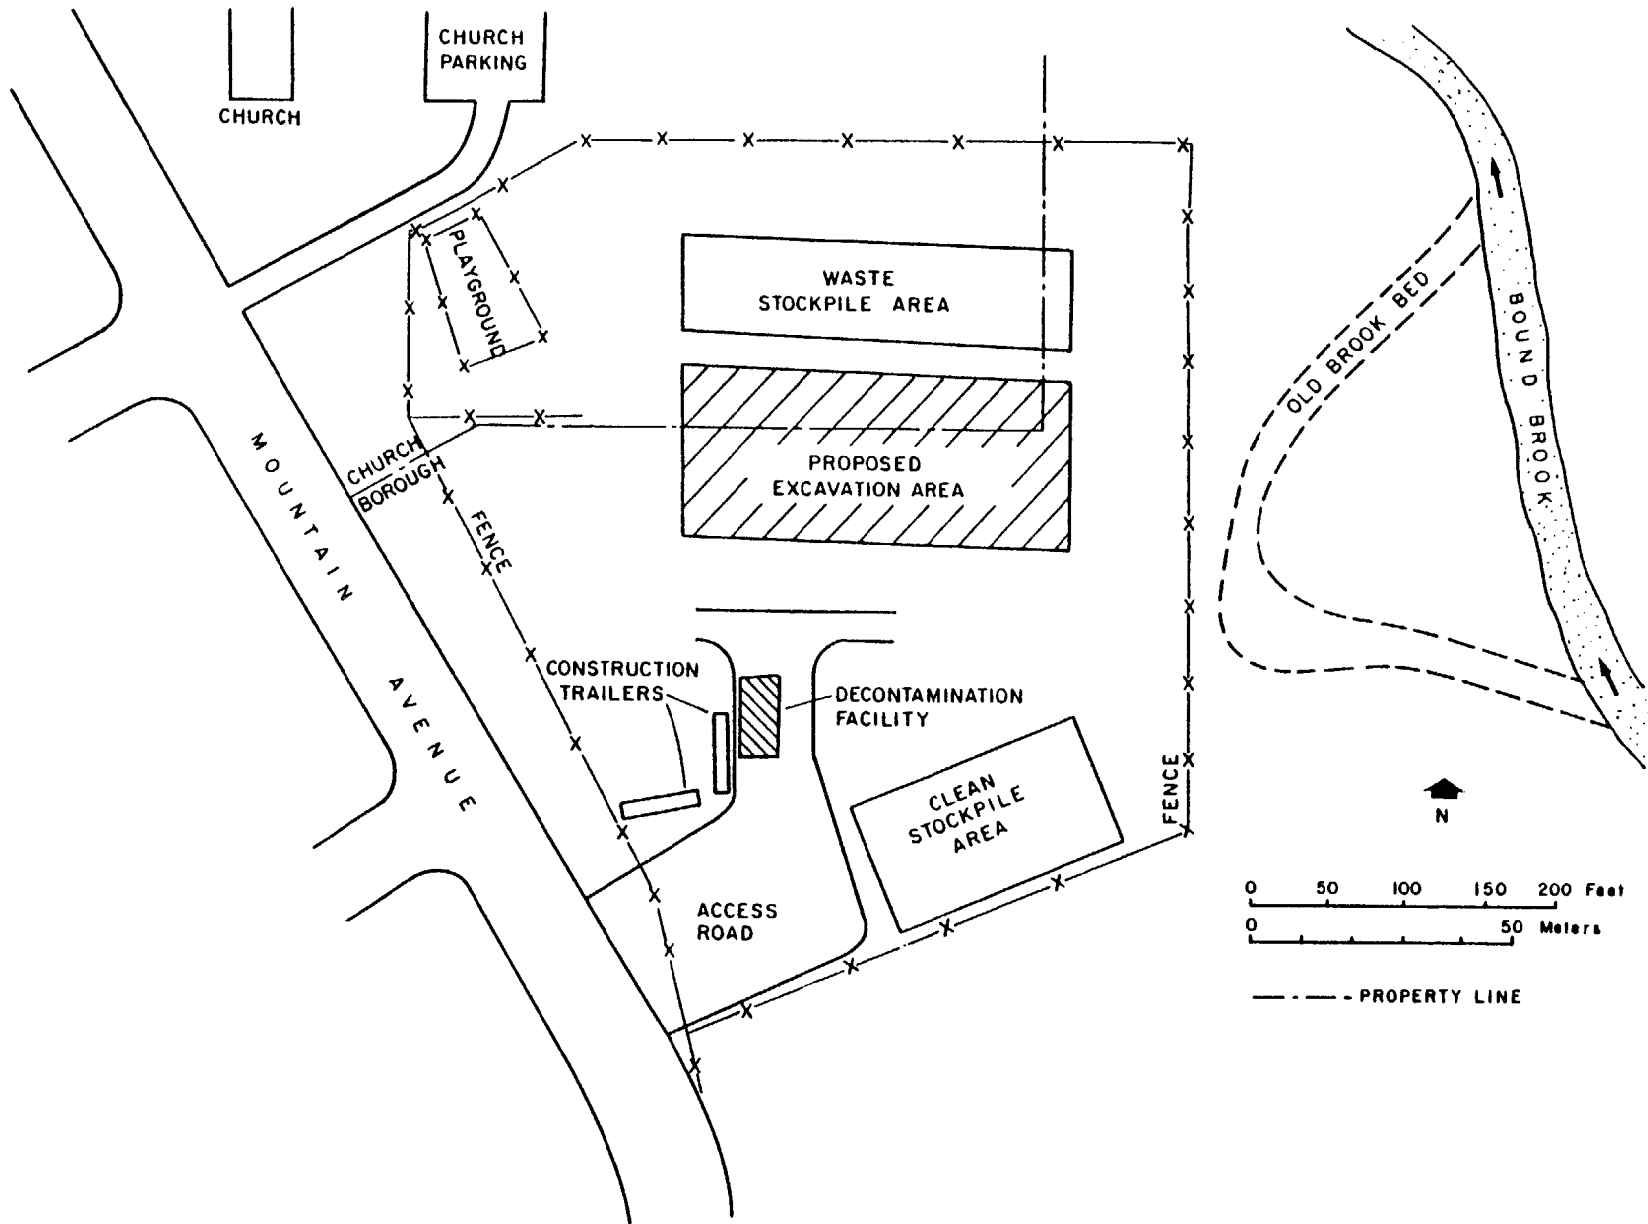 CHURCH
PARKING
CHURCH
PLAYGROUND
WASTE
STOCKPILE AREA
OLD BROOK BED
BOUND BROOK
CHURCH
BOROUGH
PROPOSED
EXCAVATION AREA
MOUNTAIN AVENUE
FENCE
CONSTRUCTION
TRAILERS
DECONTAMINATION
FACILITY
CLEAN
STOCKPILE
AREA
FENCE
N
ACCESS
ROAD
0 50 100 150 200 Feet
0 50 Meters
PROPERTY LINE